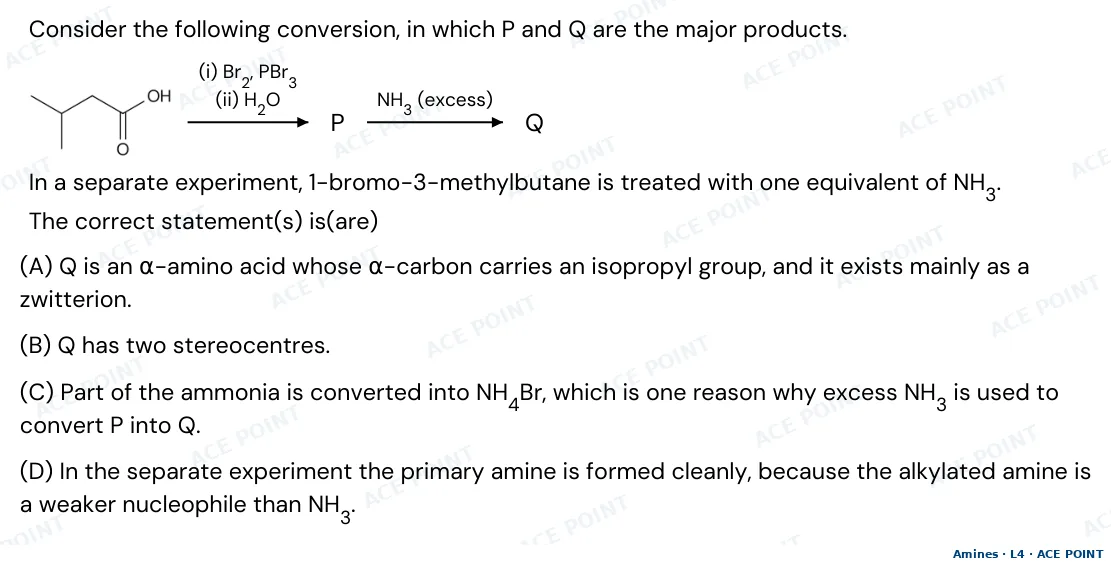 Consider the following conversion, in which P and Q are the major products.
(i) Br2, PBr3
(ii) H2O
NH3 (excess)
OH
O
P
Q
In a separate experiment, 1-bromo-3-methylbutane is treated with one equivalent of NH3.
The correct statement(s) is(are)
(A) Q is an α-amino acid whose α-carbon carries an isopropyl group, and it exists mainly as a
zwitterion.
(B) Q has two stereocentres.
(C) Part of the ammonia is converted into NH4Br, which is one reason why excess NH3 is used to
convert P into Q.
(D) In the separate experiment the primary amine is formed cleanly, because the alkylated amine is
a weaker nucleophile than NH3.
Amines · L4 · ACE POINT